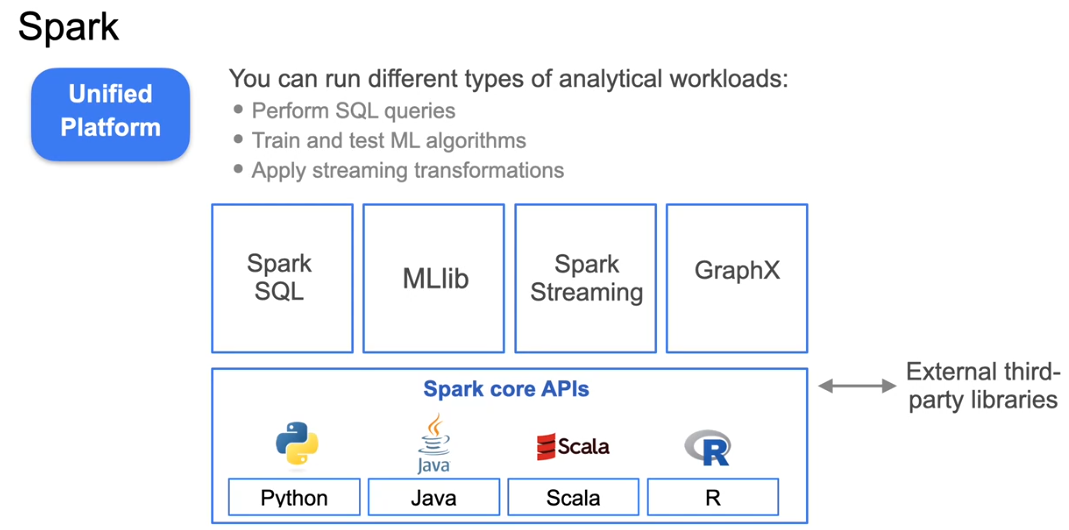 Spark
Unified
Platform
You can run different types of analytical workloads:
• Perform SQL queries
• Train and test ML algorithms
• Apply streaming transformations
Spark
SQL
MLlib
Spark
Streaming
GraphX
Spark core APIs
Java
Scala
R
Python
Java
Scala
R
External third-
party libraries